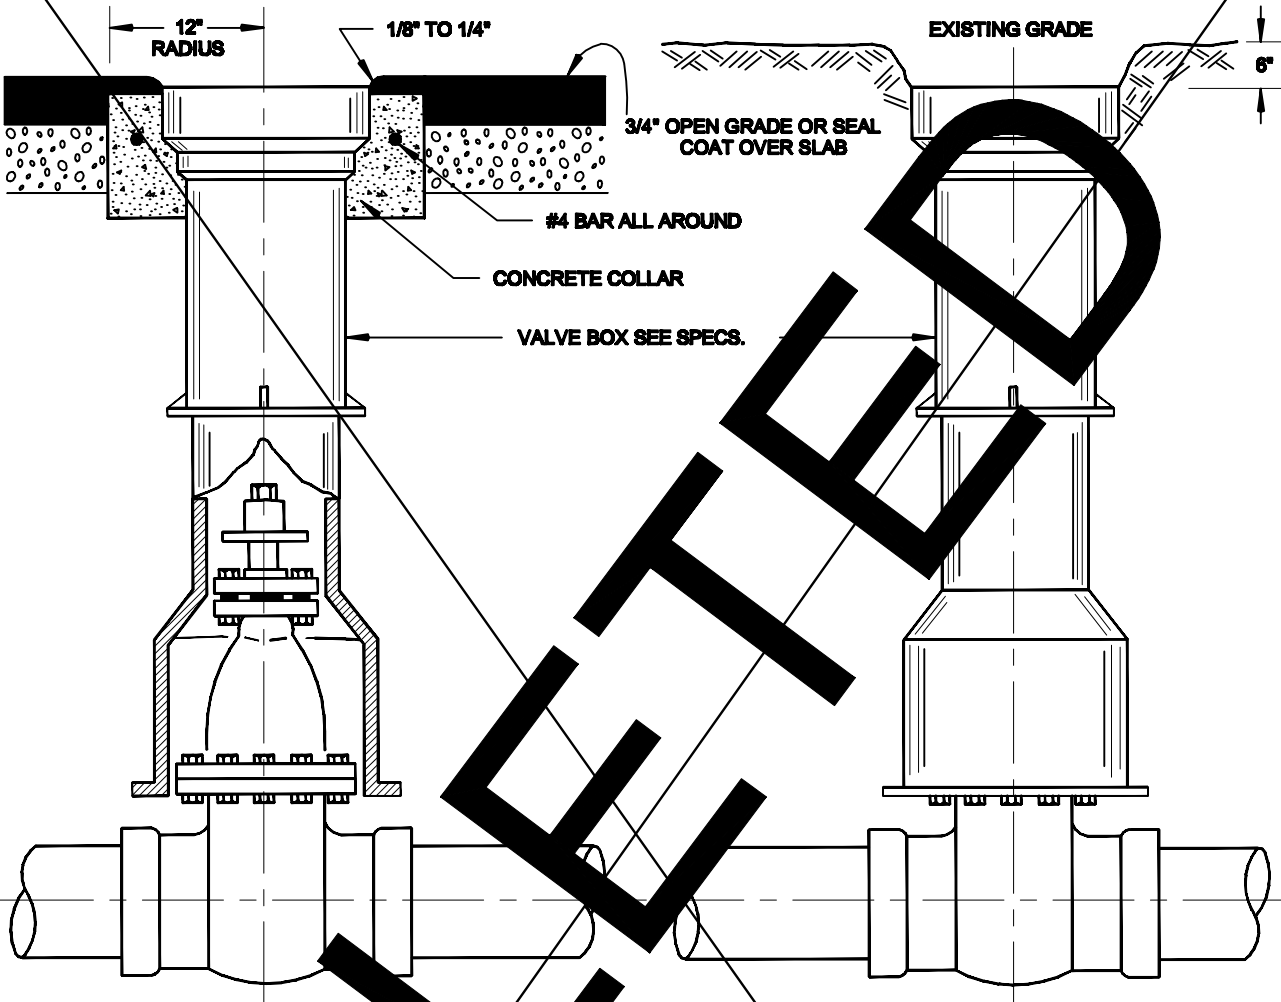 12"
RADIUS
1/8" TO 1/4"
EXISTING GRADE
6"
3/4" OPEN GRADE OR SEAL
COAT OVER SLAB
#4 BAR ALL AROUND
CONCRETE COLLAR
VALVE BOX SEE SPECS.
ETED